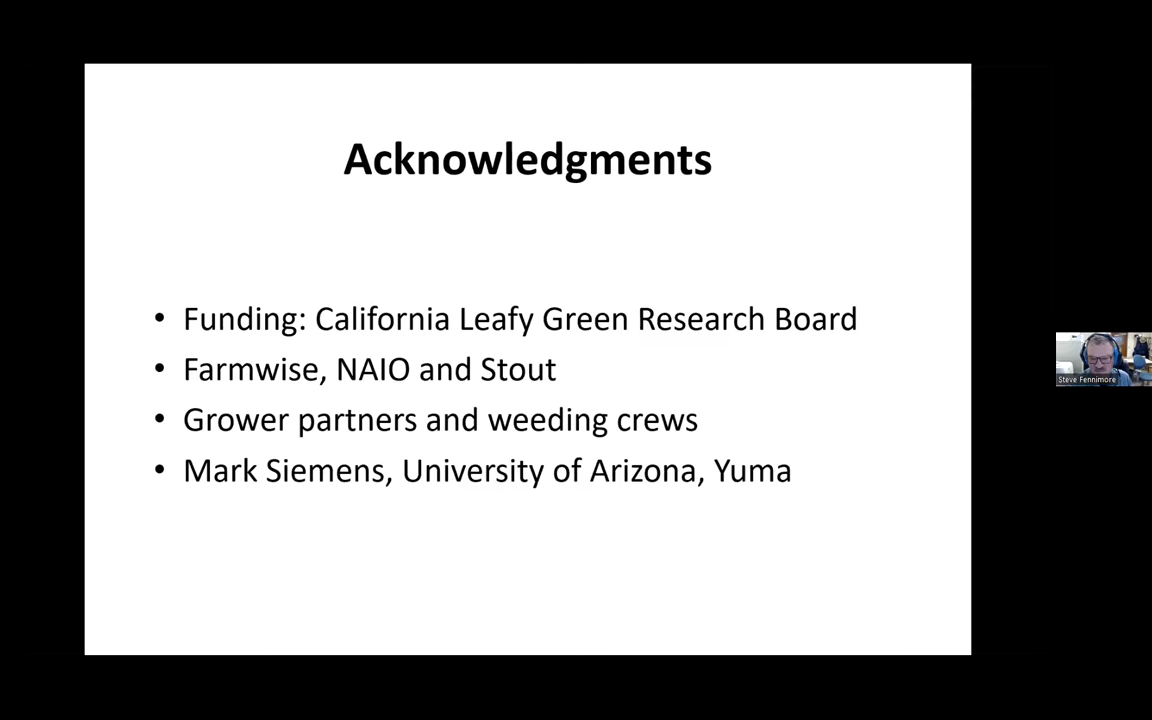 Acknowledgments
• Funding: California Leafy Green Research Board
• Farmwise, NAIO and Stout
• Grower partners and weeding crews
• Mark Siemens, University of Arizona, Yuma
Steve Fennimore